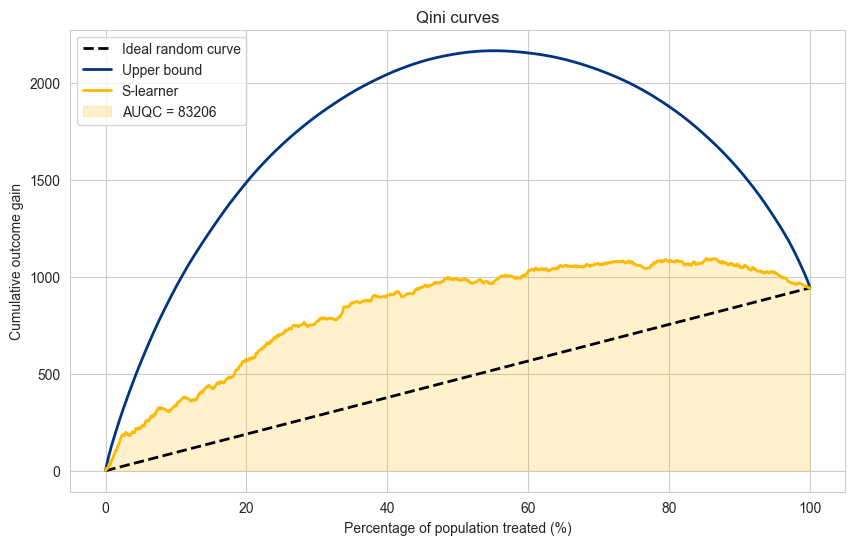 Qini curves
Ideal random curve
Upper bound
S-learner
AUQC = 83206
Cumulative outcome gain
2000
1500
1000
500
0
0 20 40 60 80 100
Percentage of population treated (%)